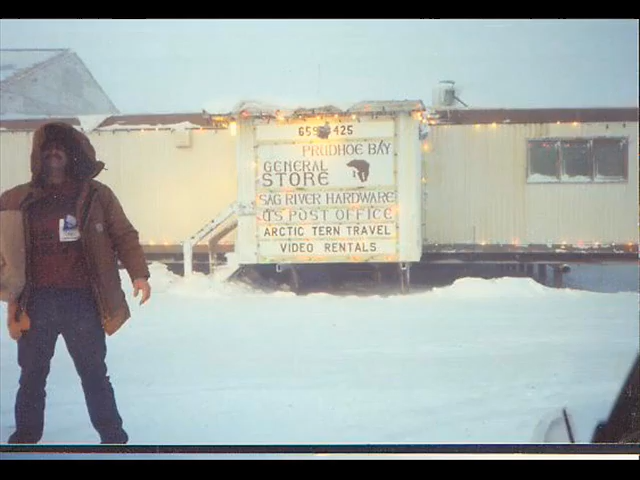 PRUDHOE BAY
GENERAL
STORE
SAG RIVER HARDWARE
US POST OFFICE
ARCTIC TERN TRAVEL
VIDEO RENTALS